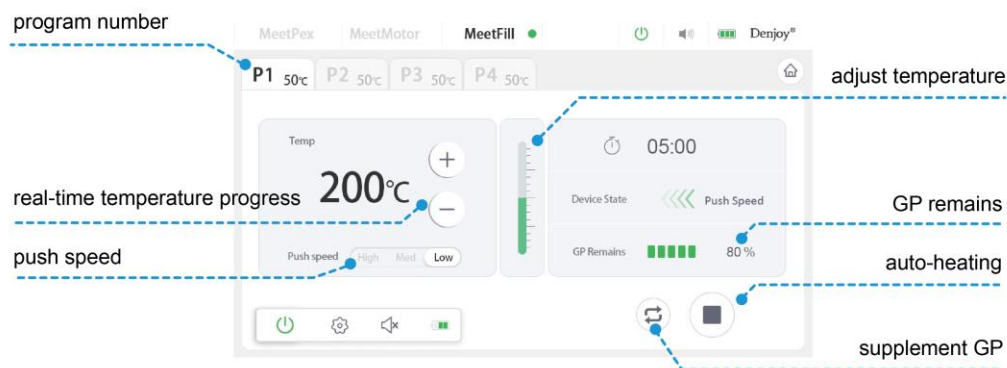 program number
MeetPex MeetMotor MeetFill Denjoy®
P1 50℃ P2 50℃ P3 50℃ P4 50℃
adjust temperature
Temp
200℃
+
−
05:00
Device State Push Speed
real-time temperature progress
GP remains
push speed
Push speed High Med Low
GP Remains 80 %
auto-heating
supplement GP